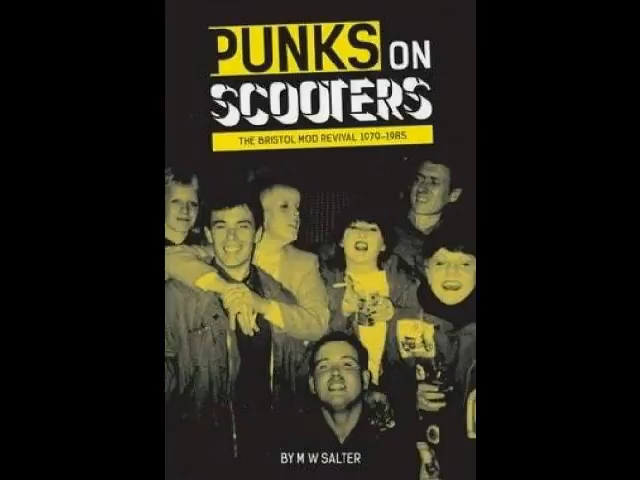 PUNKS ON
SCOOTERS
THE BRISTOL MOD REVIVAL 1979-1985
BY M W SALTER